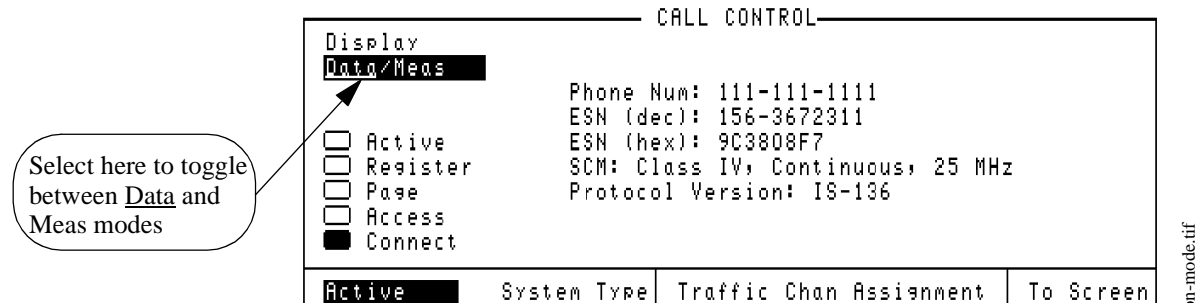 CALL CONTROL
Display
Data/Meas
Phone Num: 111-111-1111
ESN (dec): 156-3672311
Active ESN (hex): 9C3808F7
Register SCM: Class IV, Continuous, 25 MHz
Page Protocol Version: IS-136
Access
Connect
Select here to toggle
between Data and
Meas modes
Active System Type Traffic Chan Assignment To Screen
n-mode.tif